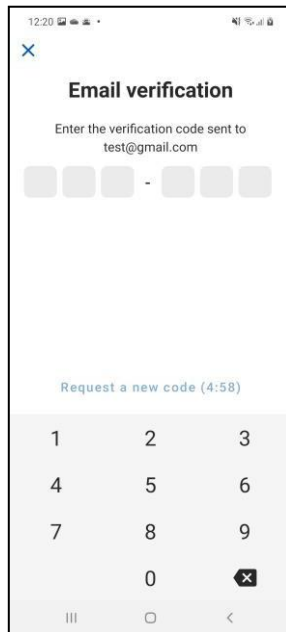 12:20
Email verification
Enter the verification code sent to
test@gmail.com
-
Request a new code (4:58)
1 2 3
4 5 6
7 8 9
0